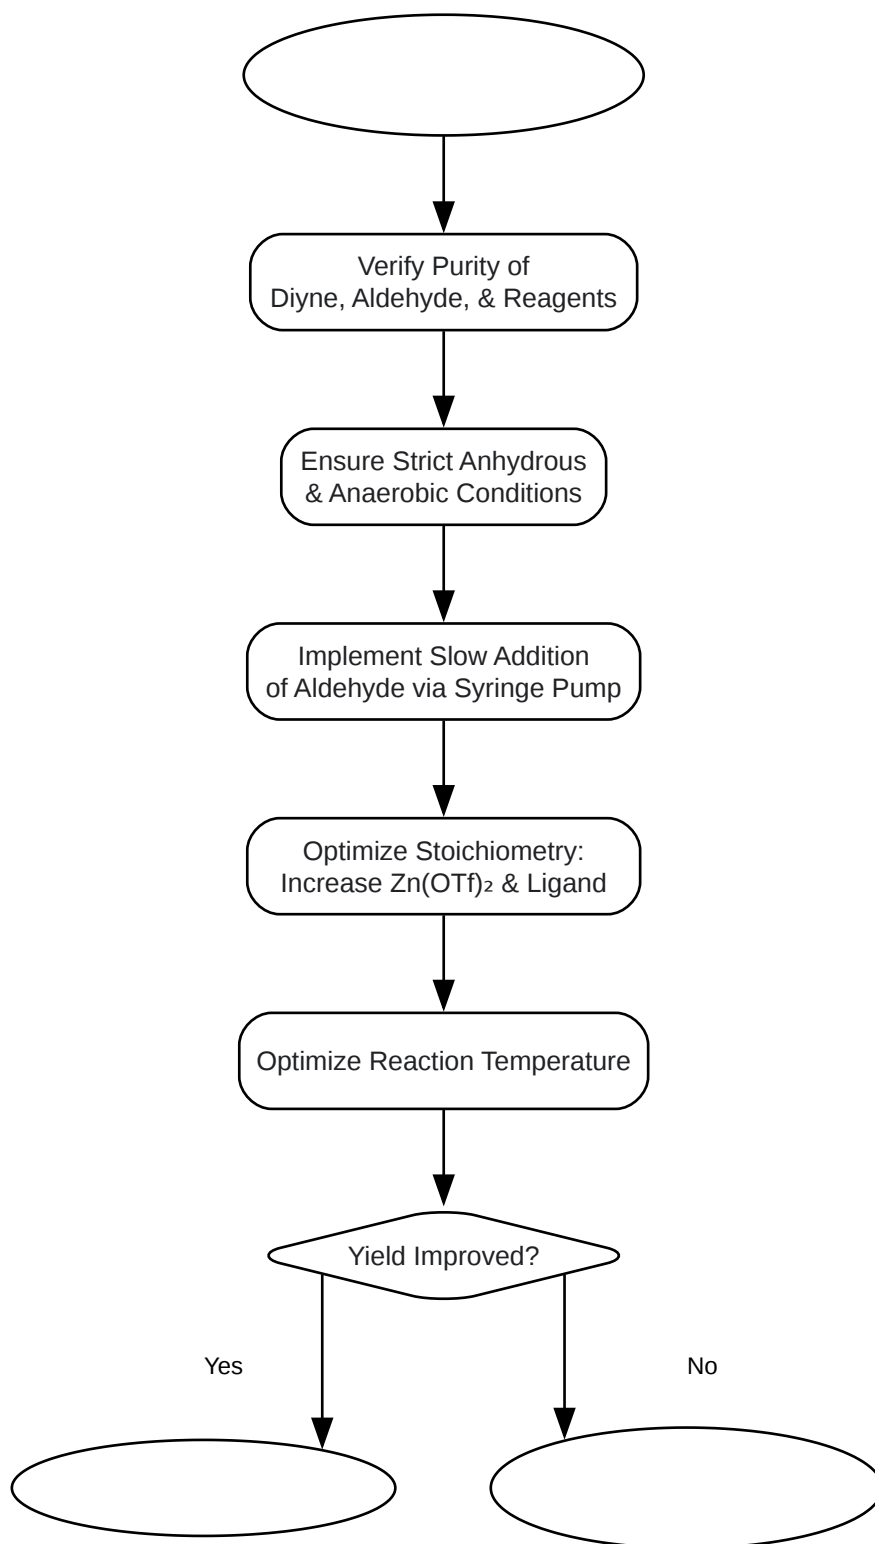 Verify Purity of
Diyne, Aldehyde, & Reagents
Ensure Strict Anhydrous
& Anaerobic Conditions
Implement Slow Addition
of Aldehyde via Syringe Pump
Optimize Stoichiometry:
Increase Zn(OTf)₂ & Ligand
Optimize Reaction Temperature
Yield Improved?
Yes
No